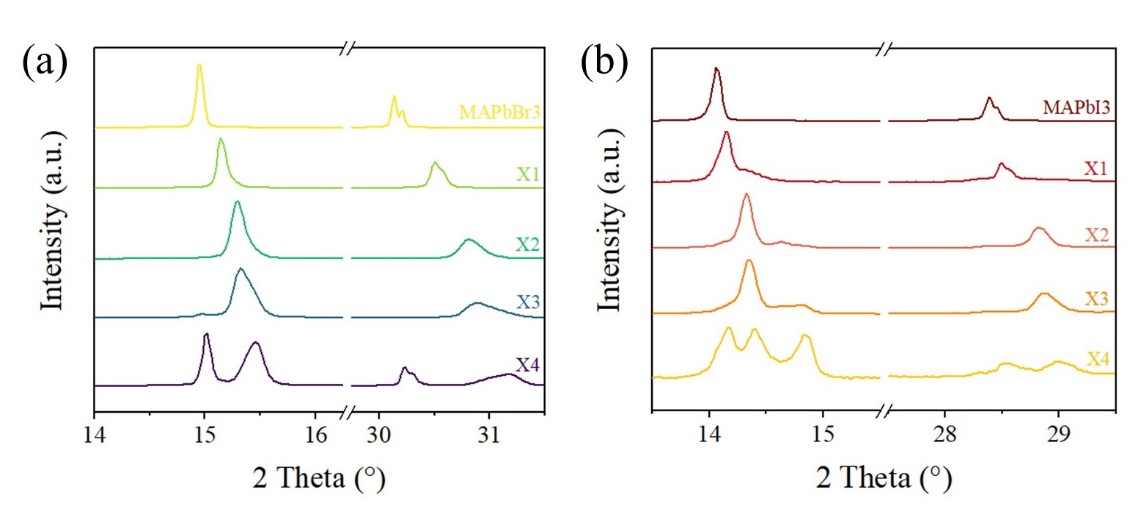 (a)
Intensity (a.u.)
MAPbBr3
X1
X2
X3
X4
14 15 16 30 31
2 Theta (°)
(b)
Intensity (a.u.)
MAPbI3
X1
X2
X3
X4
14 15 28 29
2 Theta (°)